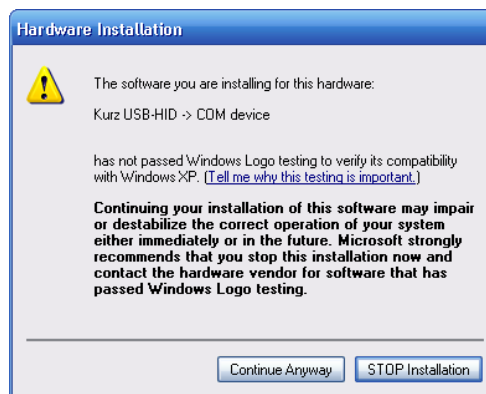 Hardware Installation
The software you are installing for this hardware:
Kurz USB-HID -> COM device
has not passed Windows Logo testing to verify its compatibility
with Windows XP. (Tell me why this testing is important.)
Continuing your installation of this software may impair
or destabilize the correct operation of your system
either immediately or in the future. Microsoft strongly
recommends that you stop this installation now and
contact the hardware vendor for software that has
passed Windows Logo testing.
Continue Anyway
STOP Installation